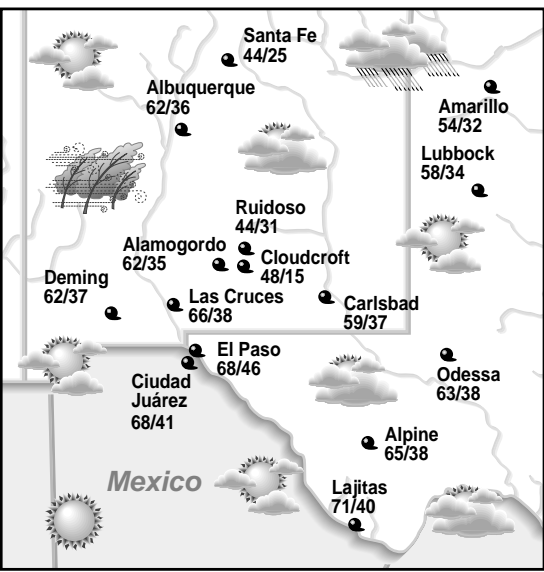 Santa Fe
44/25
Albuquerque
62/36
Amarillo
54/32
Lubbock
58/34
Ruidoso
44/31
Alamogordo
62/35
Cloudcroft
48/15
Deming
62/37
Las Cruces
66/38
Carlsbad
59/37
El Paso
68/46
Ciudad
Juárez
68/41
Odessa
63/38
Alpine
65/38
Mexico
Lajitas
71/40